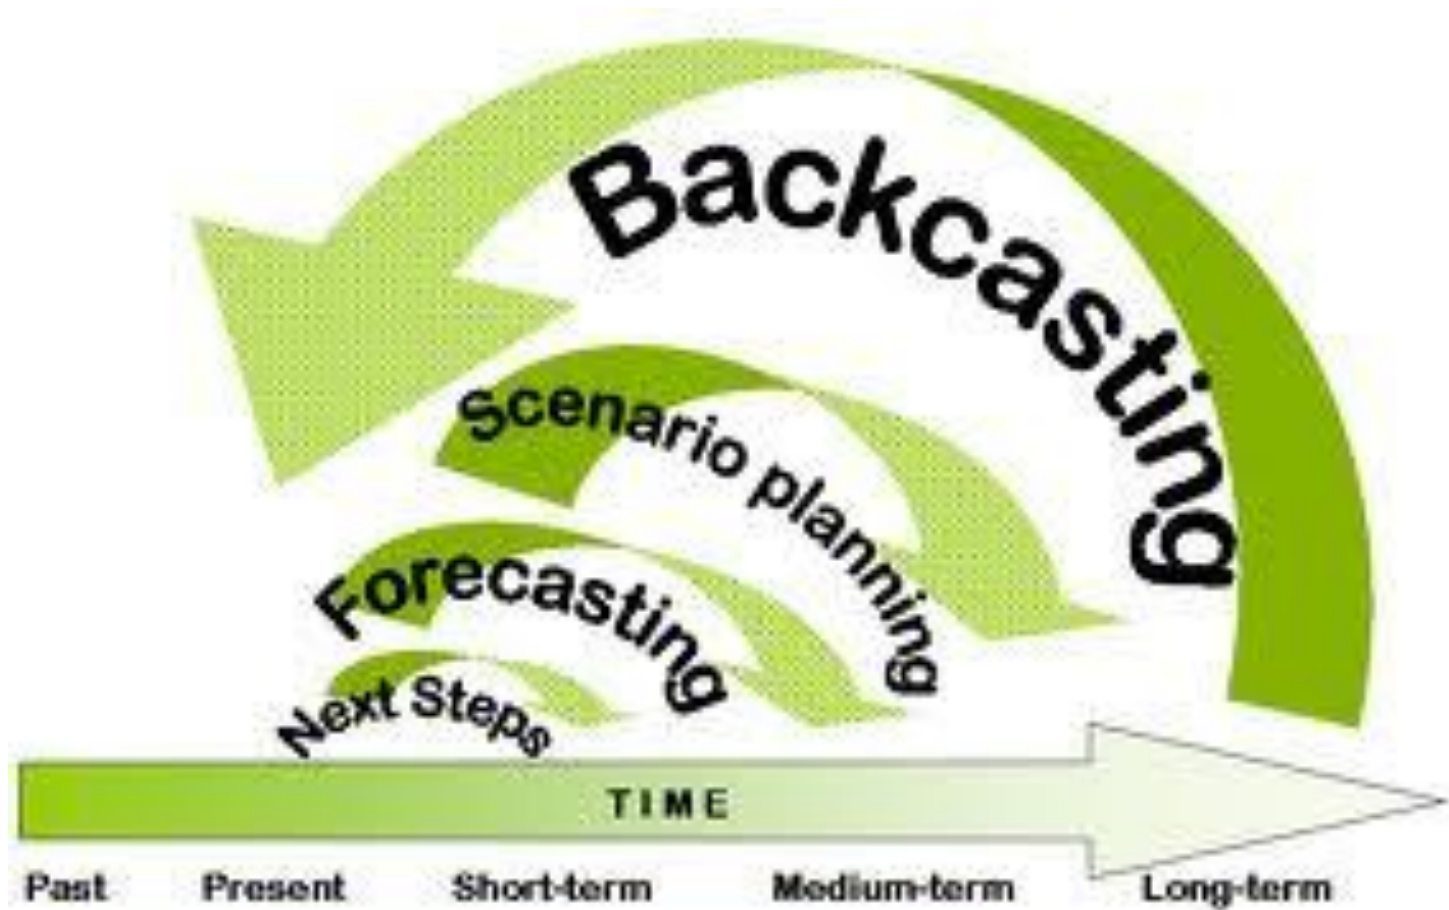 Backcasting
Scenario planning
Forecasting
Next Steps
TIME
Past Present Short-term Medium-term Long-term